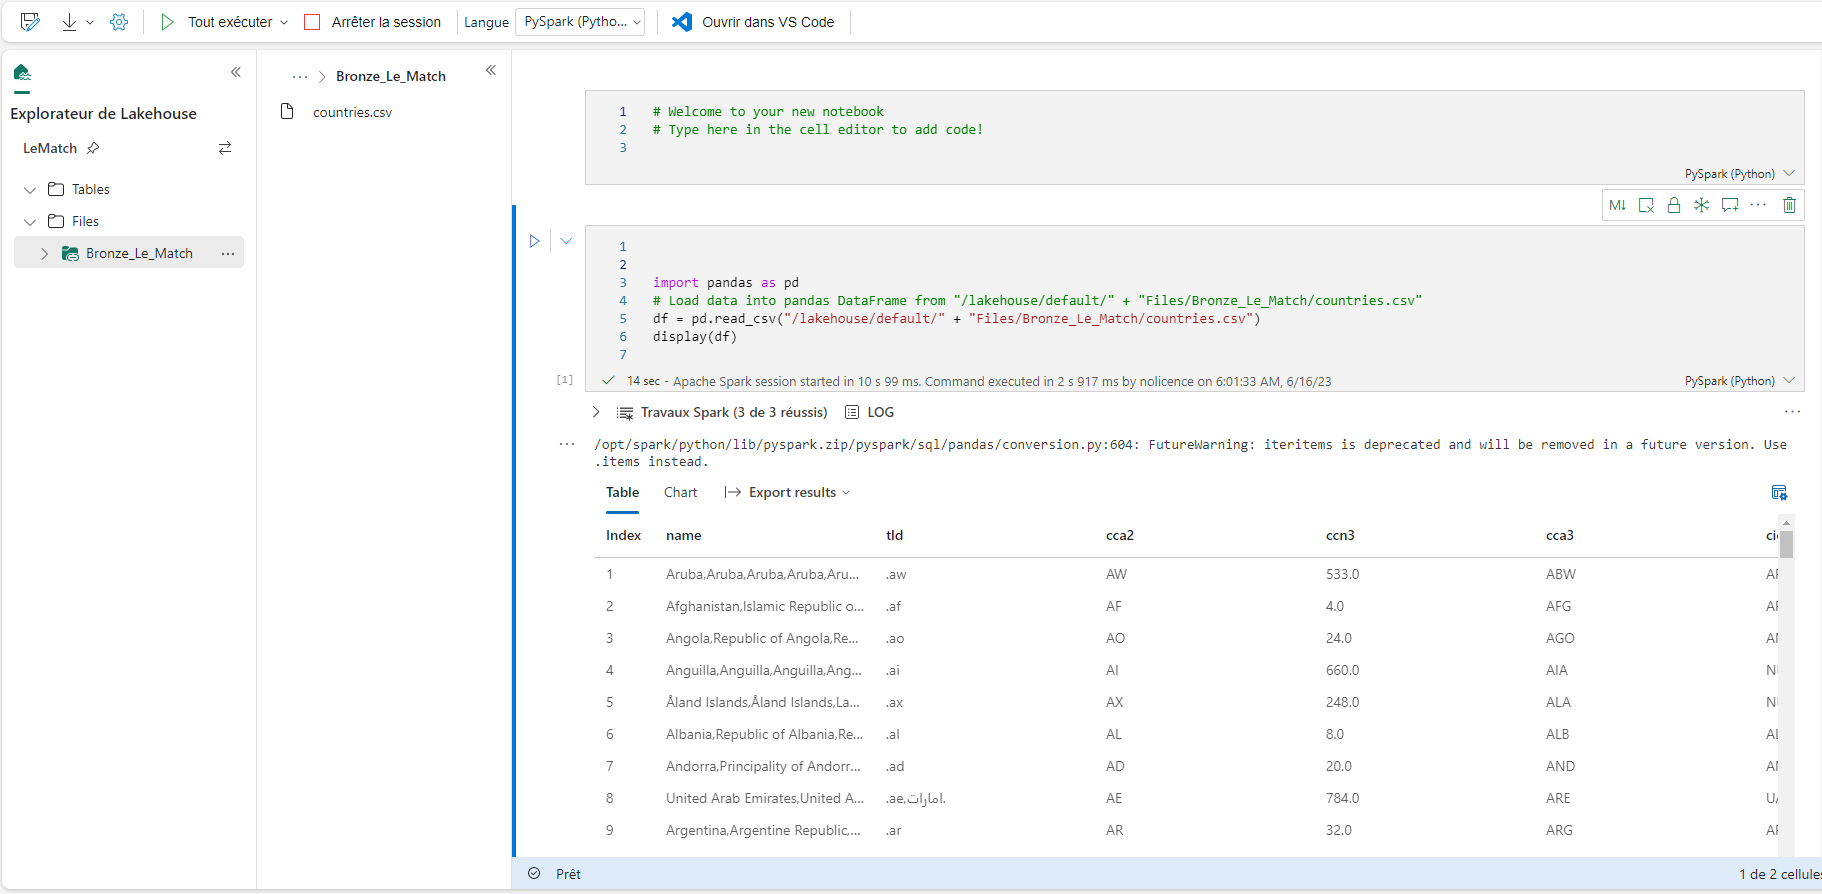 Tout exécuter
Arrêter la session
Langue
PySpark (Pytho...
Ouvrir dans VS Code
Explorateur de Lakehouse
LeMatch
Tables
Files
Bronze_Le_Match
...
... > Bronze_Le_Match
countries.csv
1 # Welcome to your new notebook
2 # Type here in the cell editor to add code!
3
PySpark (Python)
M↓
1
2
3 import pandas as pd
4 # Load data into pandas DataFrame from "/lakehouse/default/" + "Files/Bronze_Le_Match/countries.csv"
5 df = pd.read_csv("/lakehouse/default/" + "Files/Bronze_Le_Match/countries.csv")
6 display(df)
7
[1] 14 sec - Apache Spark session started in 10 s 99 ms. Command executed in 2 s 917 ms by nolicence on 6:01:33 AM, 6/16/23
PySpark (Python)
Travaux Spark (3 de 3 réussis) LOG
/opt/spark/python/lib/pyspark.zip/pyspark/sql/pandas/conversion.py:604: FutureWarning: iteritems is deprecated and will be removed in a future version. Use
.items instead.
Table Chart Export results
Index name tld cca2 ccn3 cca3
1 Aruba,Aruba,Aruba,Aruba,Aru... .aw AW 533.0 ABW
2 Afghanistan,Islamic Republic o... .af AF 4.0 AFG
3 Angola,Republic of Angola,Re... .ao AO 24.0 AGO
4 Anguilla,Anguilla,Anguilla,Ang... .ai AI 660.0 AIA
5 Åland Islands,Åland Islands,La... .ax AX 248.0 ALA
6 Albania,Republic of Albania,Re... .al AL 8.0 ALB
7 Andorra,Principality of Andorr... .ad AD 20.0 AND
8 United Arab Emirates,United A... .ae,امارات. AE 784.0 ARE
9 Argentina,Argentine Republic,... .ar AR 32.0 ARG
Prêt
1 de 2 cellules